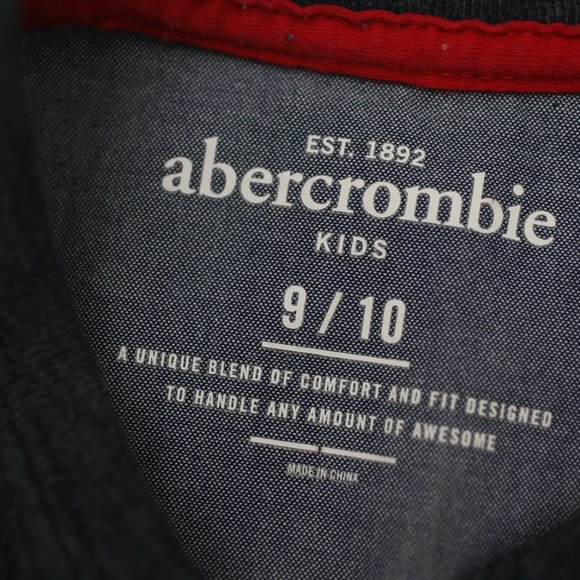 EST. 1892
abercrombie
KIDS
9 / 10
A UNIQUE BLEND OF COMFORT AND FIT DESIGNED
TO HANDLE ANY AMOUNT OF AWESOME
MADE IN CHINA